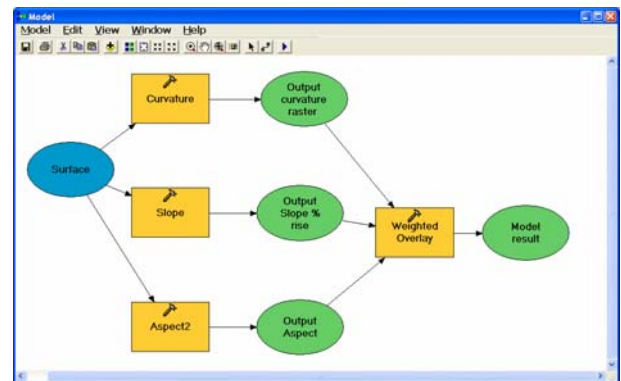 Model
Model Edit View Window Help
Curvature
Output
curvature
raster
Surface
Slope
Output
Slope %
rise
Weighted
Overlay
Model
result
Aspect2
Output
Aspect